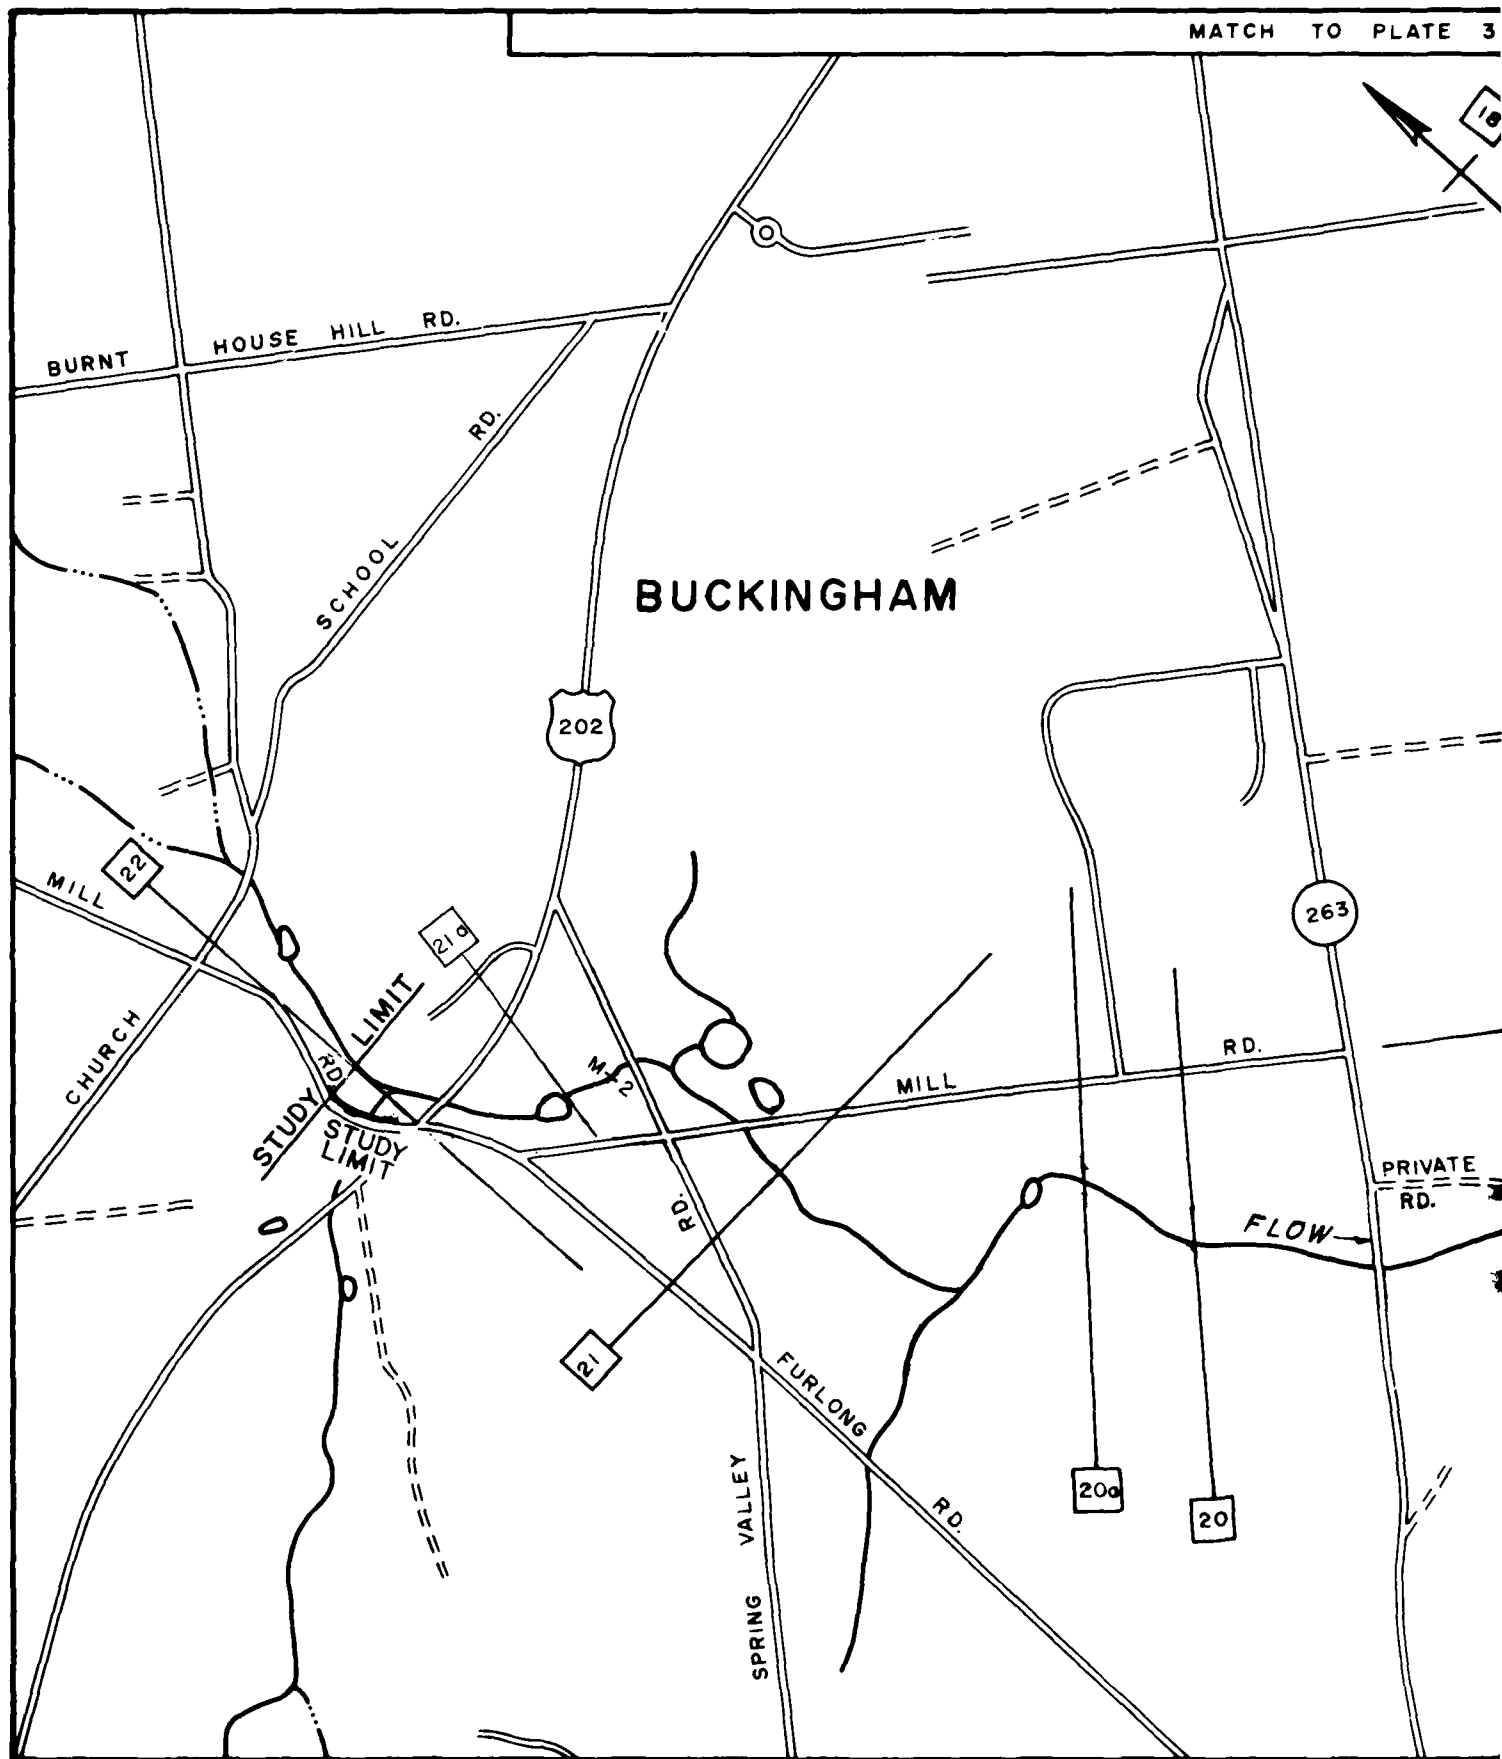 MATCH TO PLATE 3
18
BURNT HOUSE HILL RD.
SCHOOL RD.
BUCKINGHAM
202
22
MILL RD.
21a
263
CHURCH
STUDY LIMIT
STUDY
LIMIT
M-2
MILL RD.
PRIVATE
RD.
FLOW
21
FURLONG RD.
20a
20
SPRING VALLEY RD.